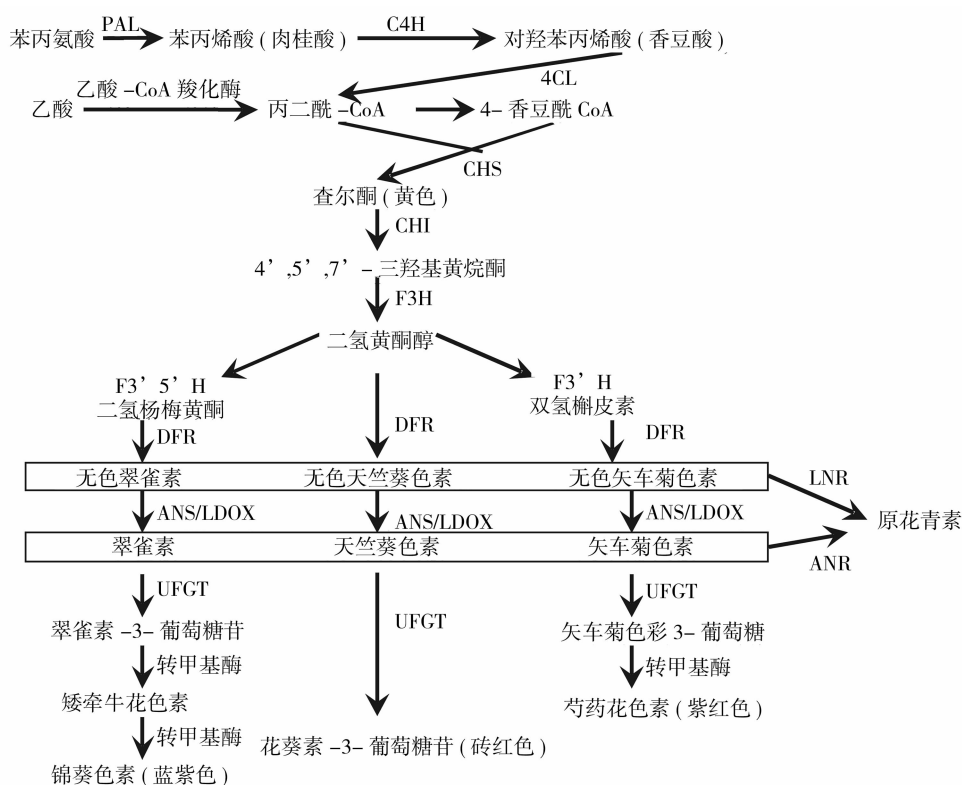 苯丙氨酸 PAL 苯丙烯酸(肉桂酸) C4H 对羟苯丙烯酸(香豆酸)
4CL
乙酸 乙酸-CoA羧化酶 丙二酰-CoA 4-香豆酰CoA
CHS
查尔酮(黄色)
CHI
4’,5’,7’-三羟基黄烷酮
F3H
二氢黄酮醇
F3’5’H F3’H
二氢杨梅黄酮 双氢槲皮素
DFR DFR DFR
无色翠雀素 无色天竺葵色素 无色矢车菊色素 LNR
ANS/LDOX ANS/LDOX ANS/LDOX 原花青素
翠雀素 天竺葵色素 矢车菊色素 ANR
UFGT UFGT UFGT
翠雀素-3-葡萄糖苷 矢车菊色彩3-葡萄糖
转甲基酶 转甲基酶
矮牵牛花色素 芍药花色素(紫红色)
转甲基酶 花葵素-3-葡萄糖苷(砖红色)
锦葵色素(蓝紫色)